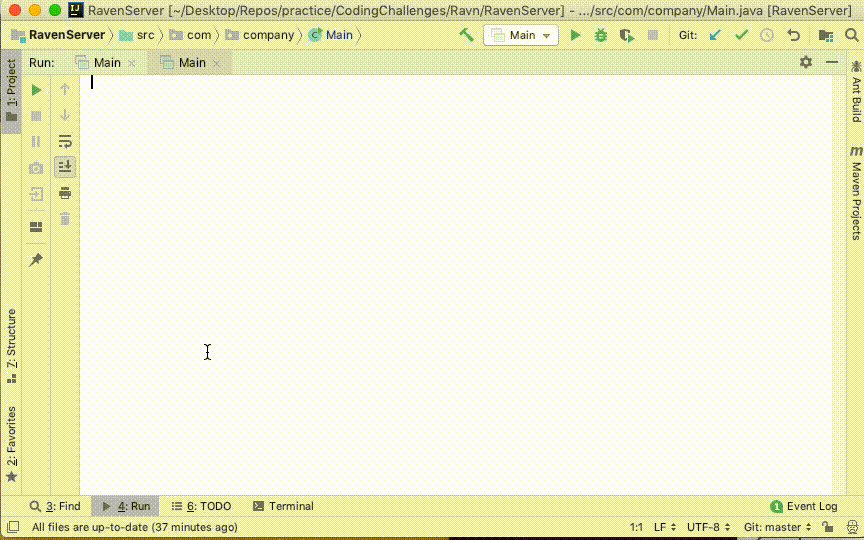 RavenServer [~/Desktop/Repos/practice/CodingChallenges/Ravn/RavenServer] - .../src/com/company/Main.java [RavenServer]
RavenServer src com company Main Main Git:
Run: Main Main
1: Project
7: Structure
2: Favorites
Ant Build
Maven Projects
3: Find 4: Run 6: TODO Terminal 1 Event Log
All files are up-to-date (37 minutes ago) 1:1 LF UTF-8 Git: master